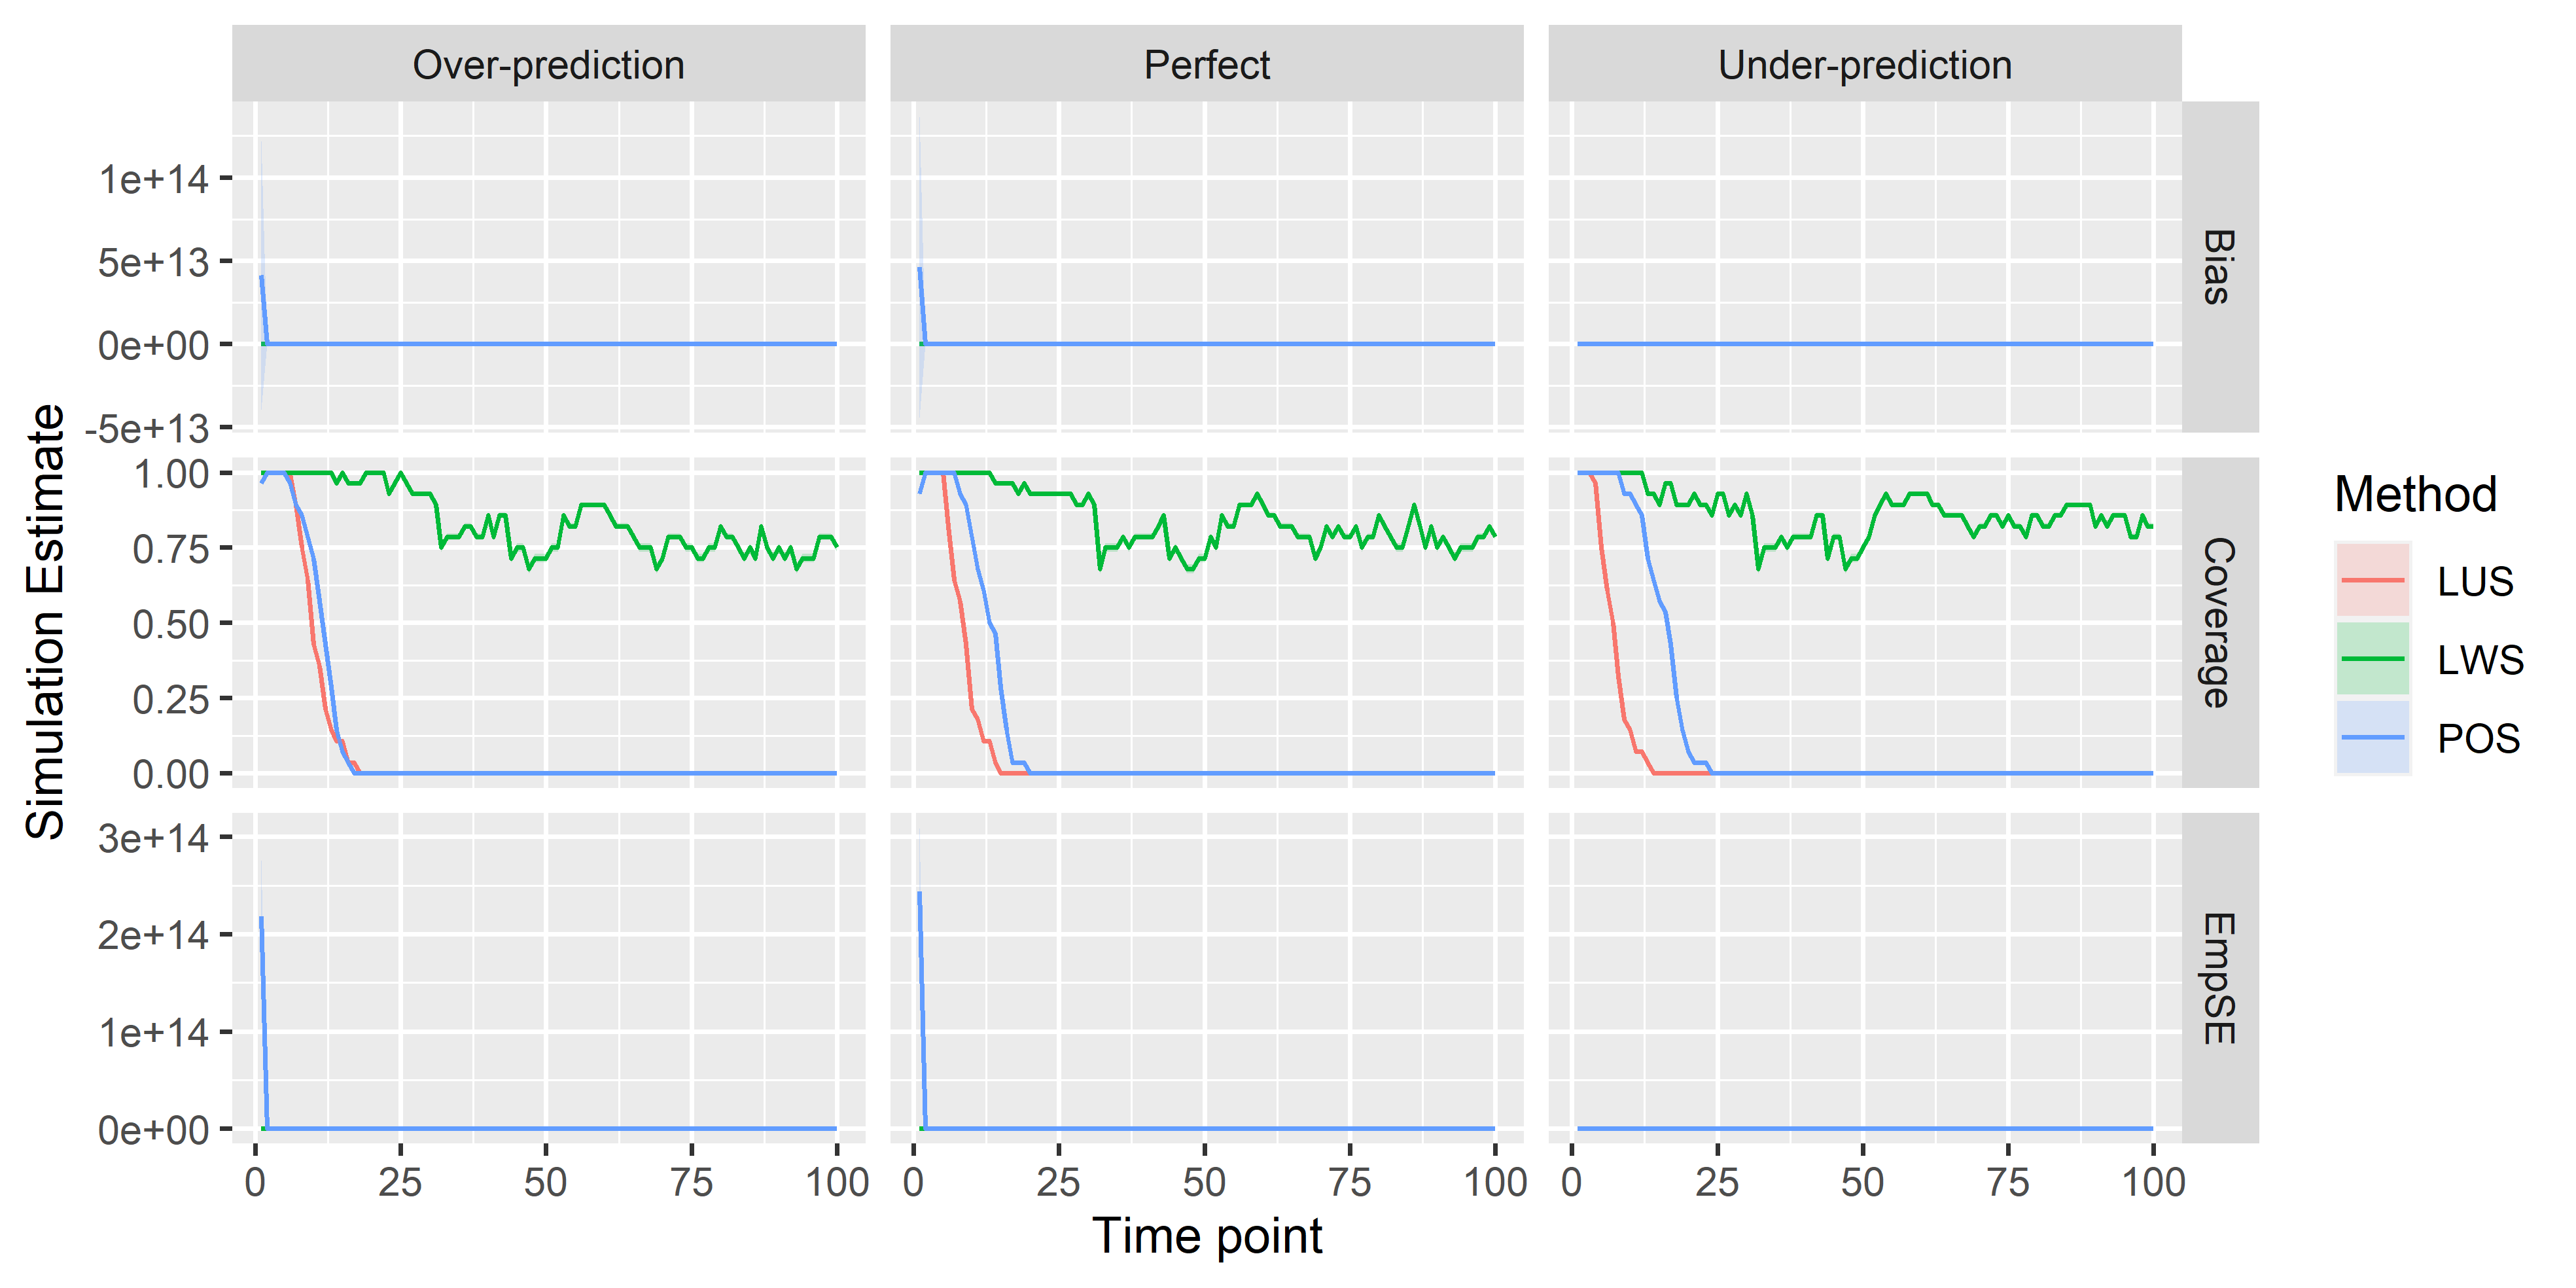 Over-prediction
Perfect
Under-prediction
1e+14
5e+13
0e+00
-5e+13
Bias
1.00
0.75
0.50
0.25
0.00
Coverage
3e+14
2e+14
1e+14
0e+00
EmpSE
0 25 50 75 100
0 25 50 75 100
0 25 50 75 100
Time point
Simulation Estimate
Method
LUS
LWS
POS